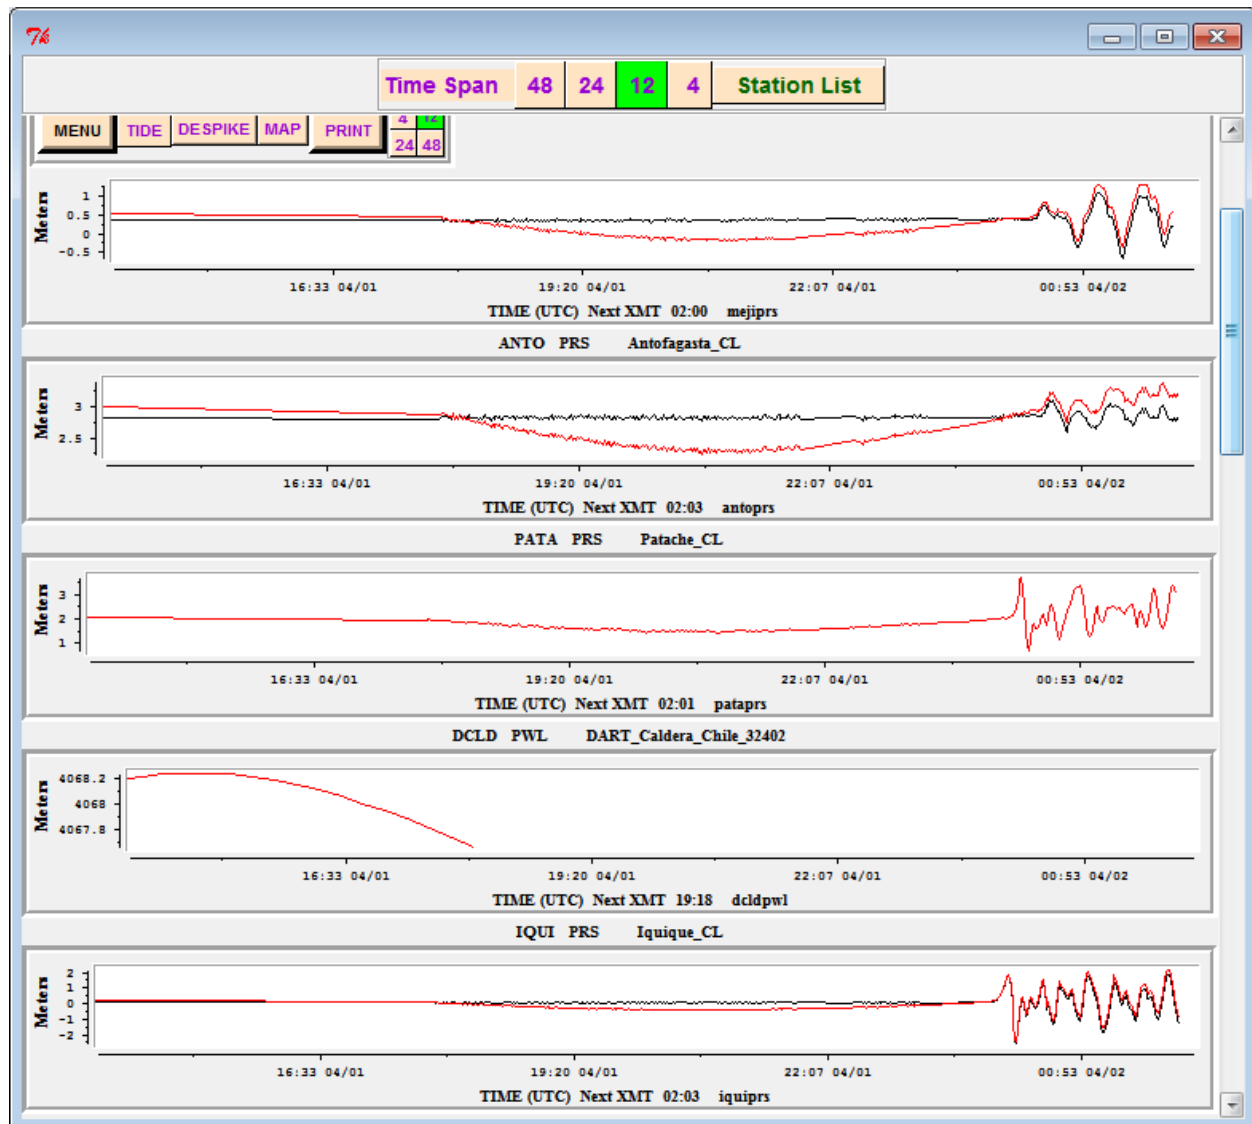 Tk
Time Span 48 24 12 4 Station List
MENU TIDE DESPIKE MAP PRINT 4 12
24 48
Meters
1
0.5
0
-0.5
16:33 04/01 19:20 04/01 22:07 04/01 00:53 04/02
TIME (UTC) Next XMT 02:00 mejiprs
ANTO PRS Antofagasta_CL
Meters
3
2.5
16:33 04/01 19:20 04/01 22:07 04/01 00:53 04/02
TIME (UTC) Next XMT 02:03 antoprs
PATA PRS Patache_CL
Meters
3
2
1
16:33 04/01 19:20 04/01 22:07 04/01 00:53 04/02
TIME (UTC) Next XMT 02:01 pataprs
DCLD PWL DART_Caldera_Chile_32402
Meters
4068.2
4068
4067.8
16:33 04/01 19:20 04/01 22:07 04/01 00:53 04/02
TIME (UTC) Next XMT 19:18 dcldpwl
IQUI PRS Iquique_CL
Meters
2
1
0
-1
-2
16:33 04/01 19:20 04/01 22:07 04/01 00:53 04/02
TIME (UTC) Next XMT 02:03 iquiprs